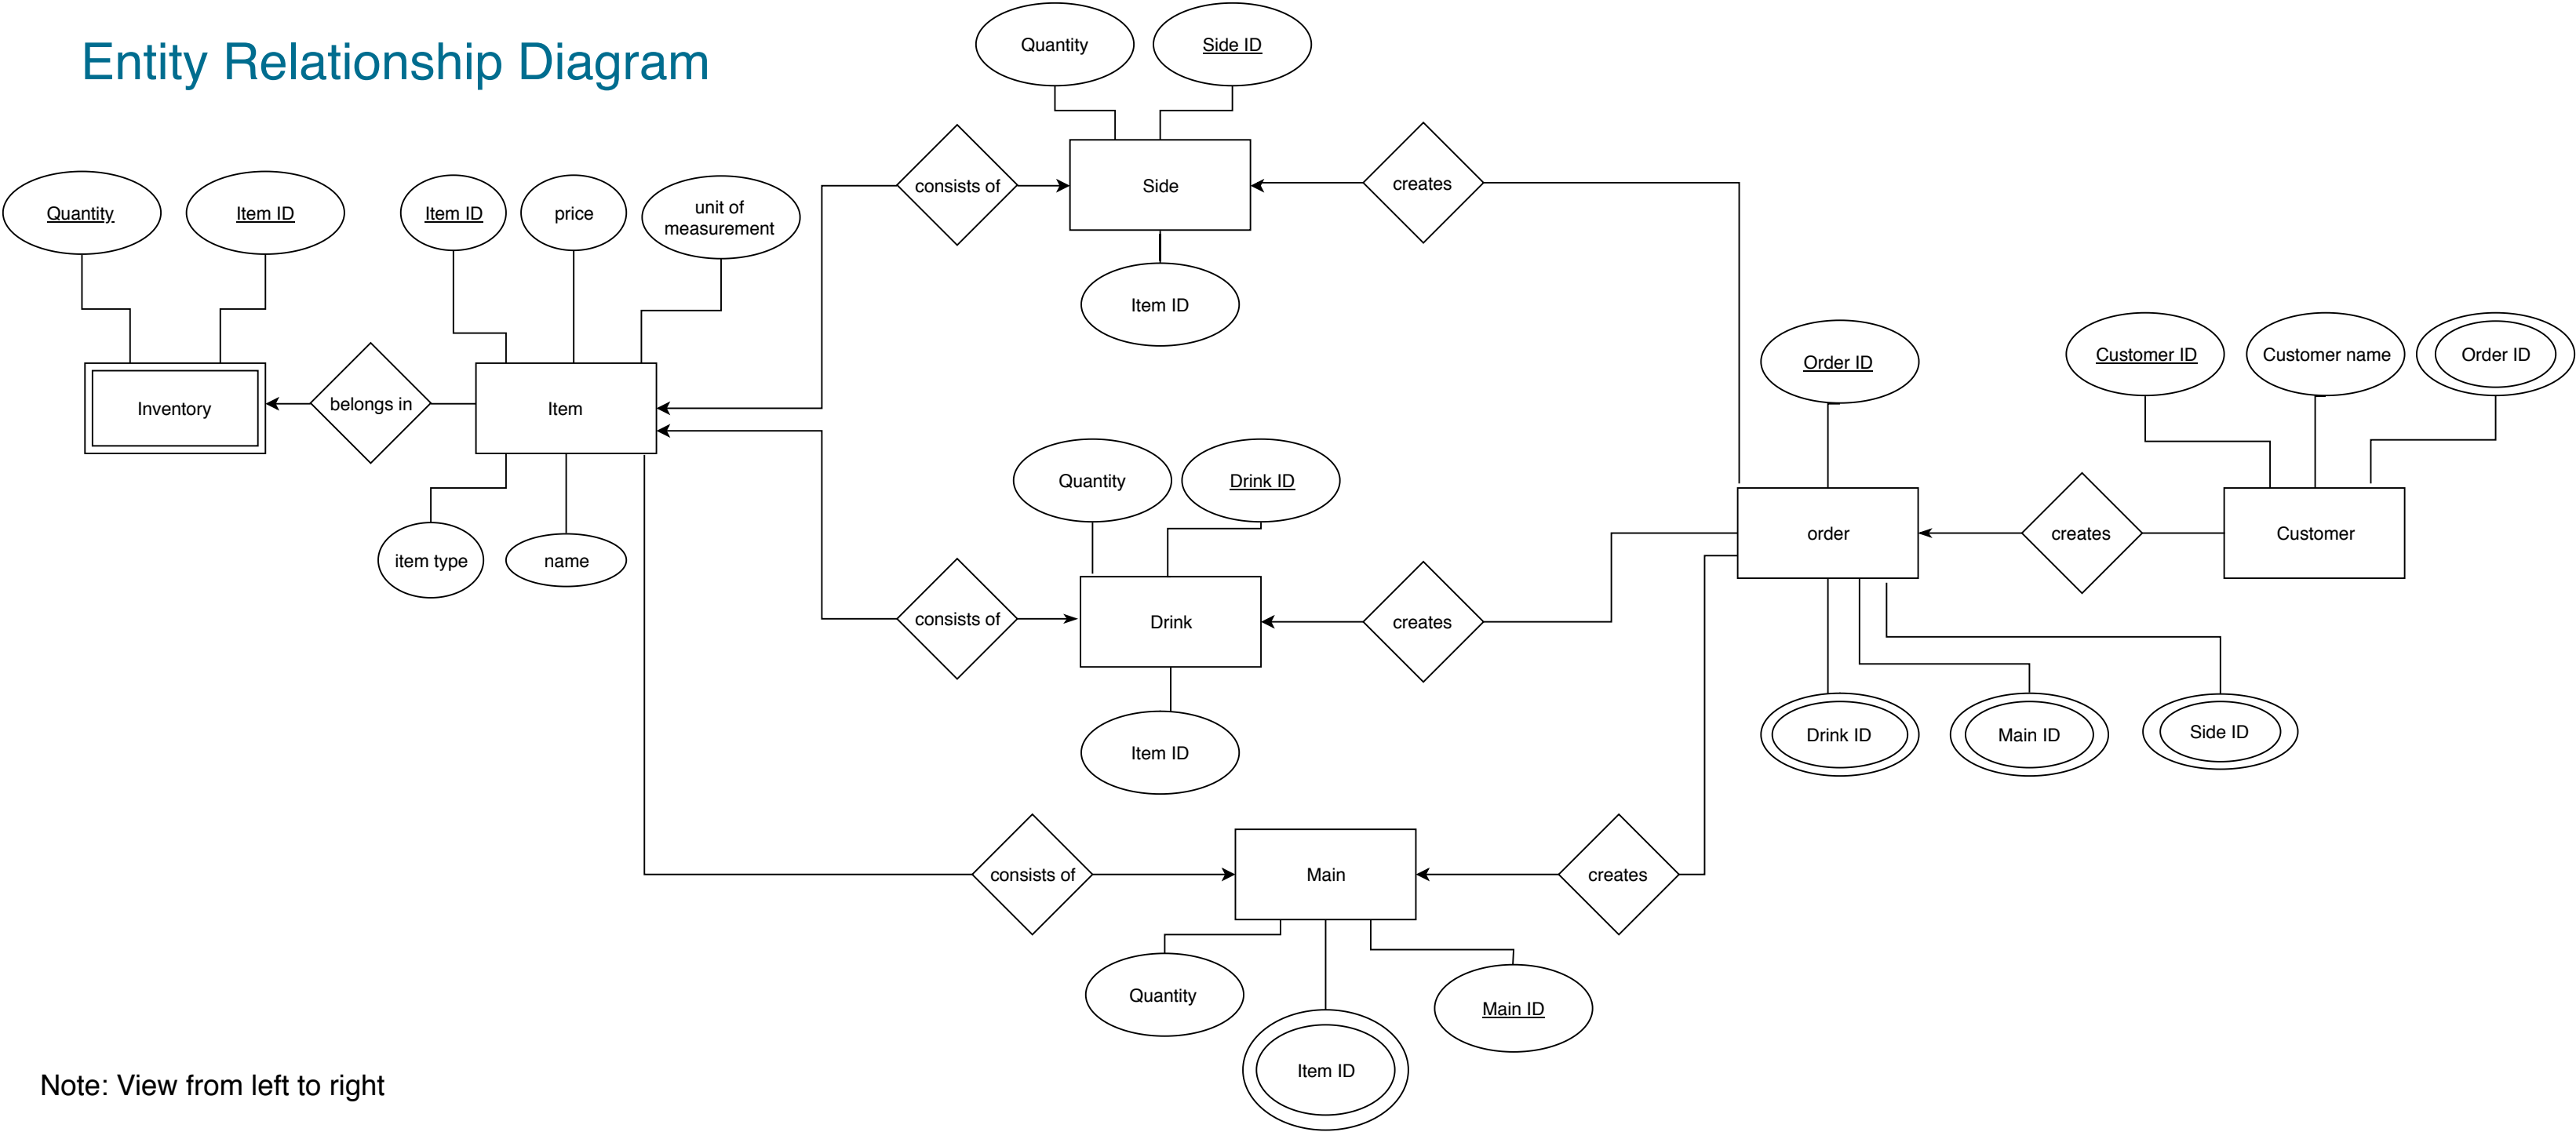 Entity Relationship Diagram
Quantity
Side ID
consists of
Side
creates
Quantity
Item ID
Item ID
price
unit of
measurement
Item ID
Inventory
belongs in
Item
item type
name
Quantity
Drink ID
consists of
Drink
creates
Item ID
Order ID
Customer ID
Customer name
Order ID
order
creates
Customer
Drink ID
Main ID
Side ID
consists of
Main
creates
Quantity
Item ID
Main ID
Note: View from left to right